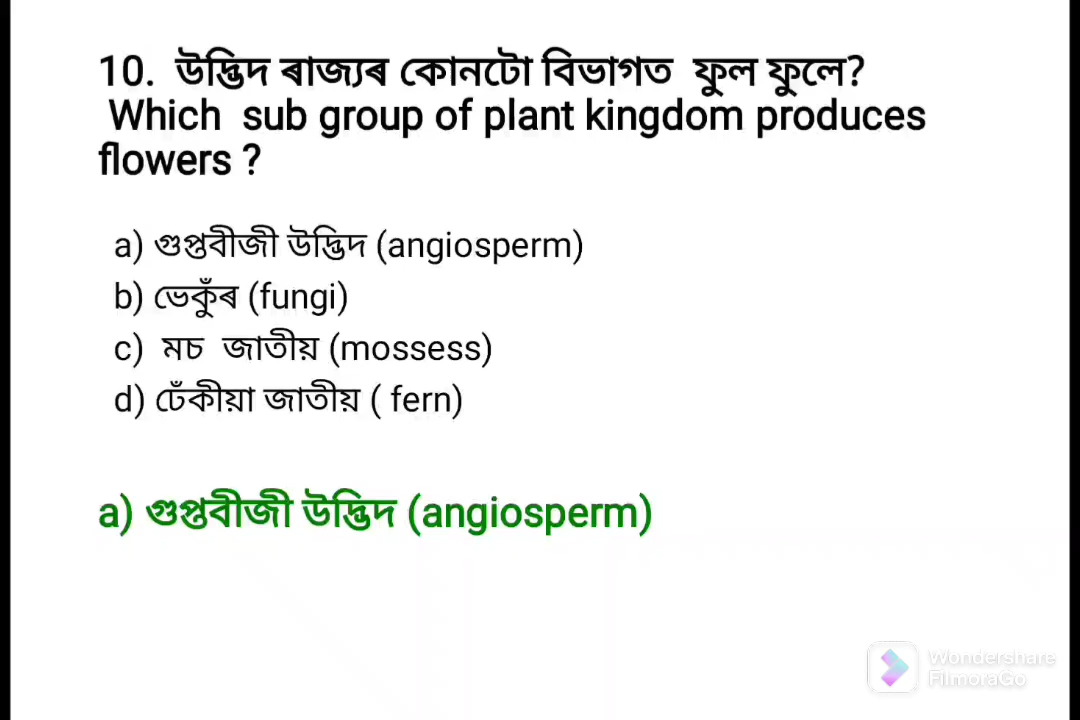 10. উদ্ভিদ ৰাজ্যৰ কোনটো বিভাগত ফুল ফুলে?
Which sub group of plant kingdom produces
flowers ?
a) গুপ্তবীজী উদ্ভিদ (angiosperm)
b) ভেকুঁৰ (fungi)
c) মচ জাতীয় (mossess)
d) ঢেঁকীয়া জাতীয় ( fern)
a) গুপ্তবীজী উদ্ভিদ (angiosperm)
Wondershare
FilmoraGo